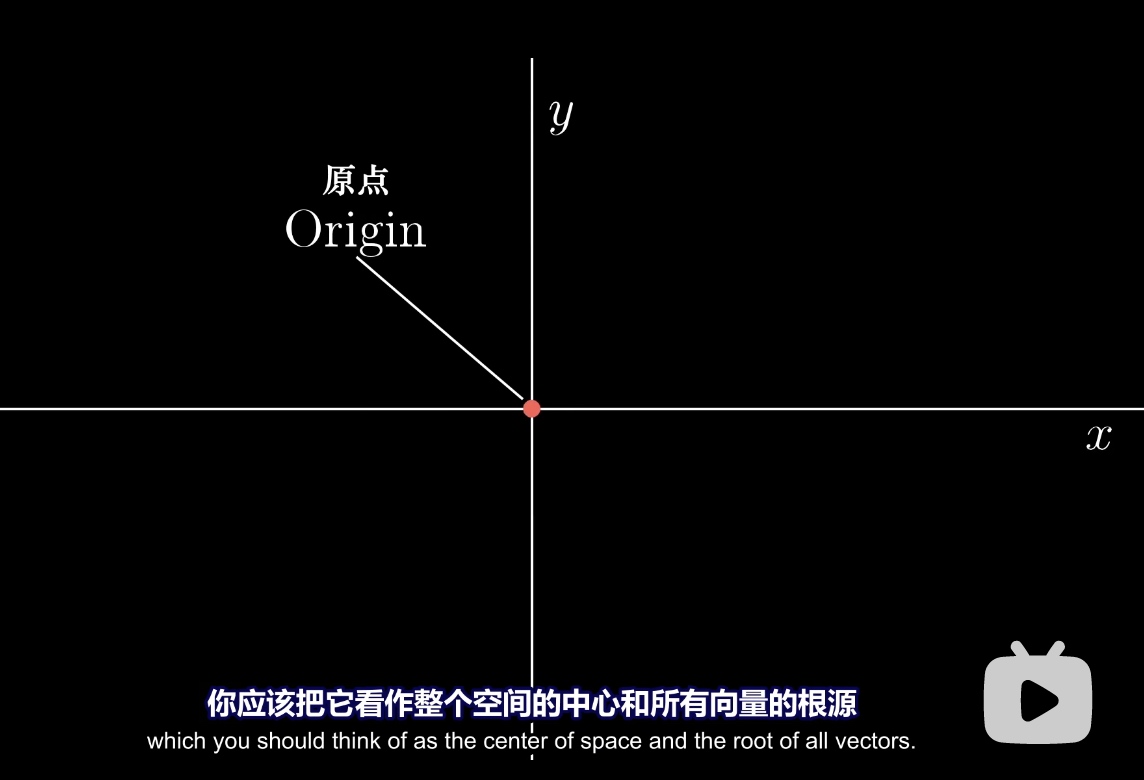 y
原点
Origin
x
你应该把它看作整个空间的中心和所有向量的根源
which you should think of as the center of space and the root of all vectors.